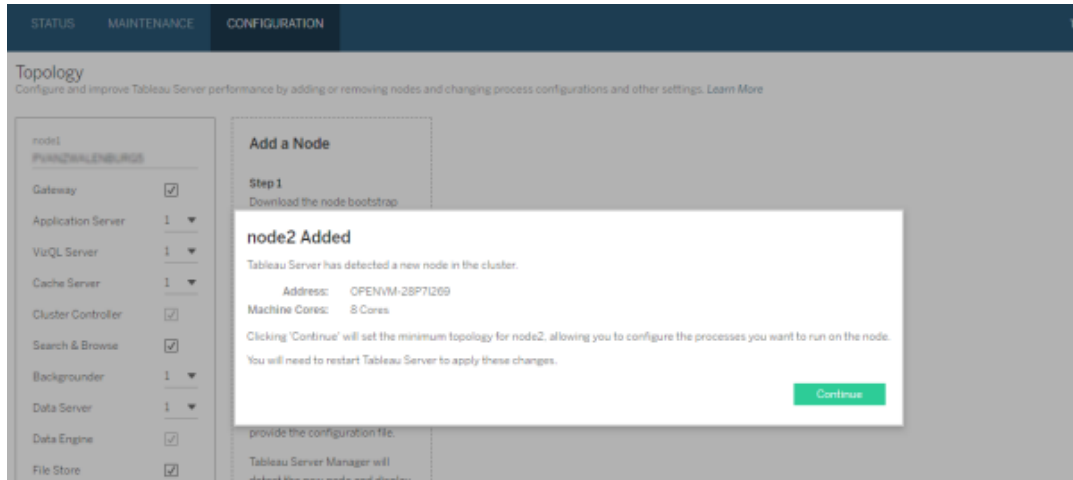 STATUS MAINTENANCE CONFIGURATION
Topology
Configure and improve Tableau Server performance by adding or removing nodes and changing process configurations and other settings. Learn More
node1
Gateway
Application Server 1
VizQL Server 1
Cache Server 1
Cluster Controller
Search & Browse
Backgrounder 1
Data Server 1
Data Engine
File Store
Add a Node
Step 1
Download the node bootstrap
node2 Added
Tableau Server has detected a new node in the cluster.
Address: OPENVM-28P7I269
Machine Cores: 8 Cores
Clicking 'Continue' will set the minimum topology for node2, allowing you to configure the processes you want to run on the node.
You will need to restart Tableau Server to apply these changes.
Continue
provide the configuration file.
Tableau Server Manager will
detect the new node and display